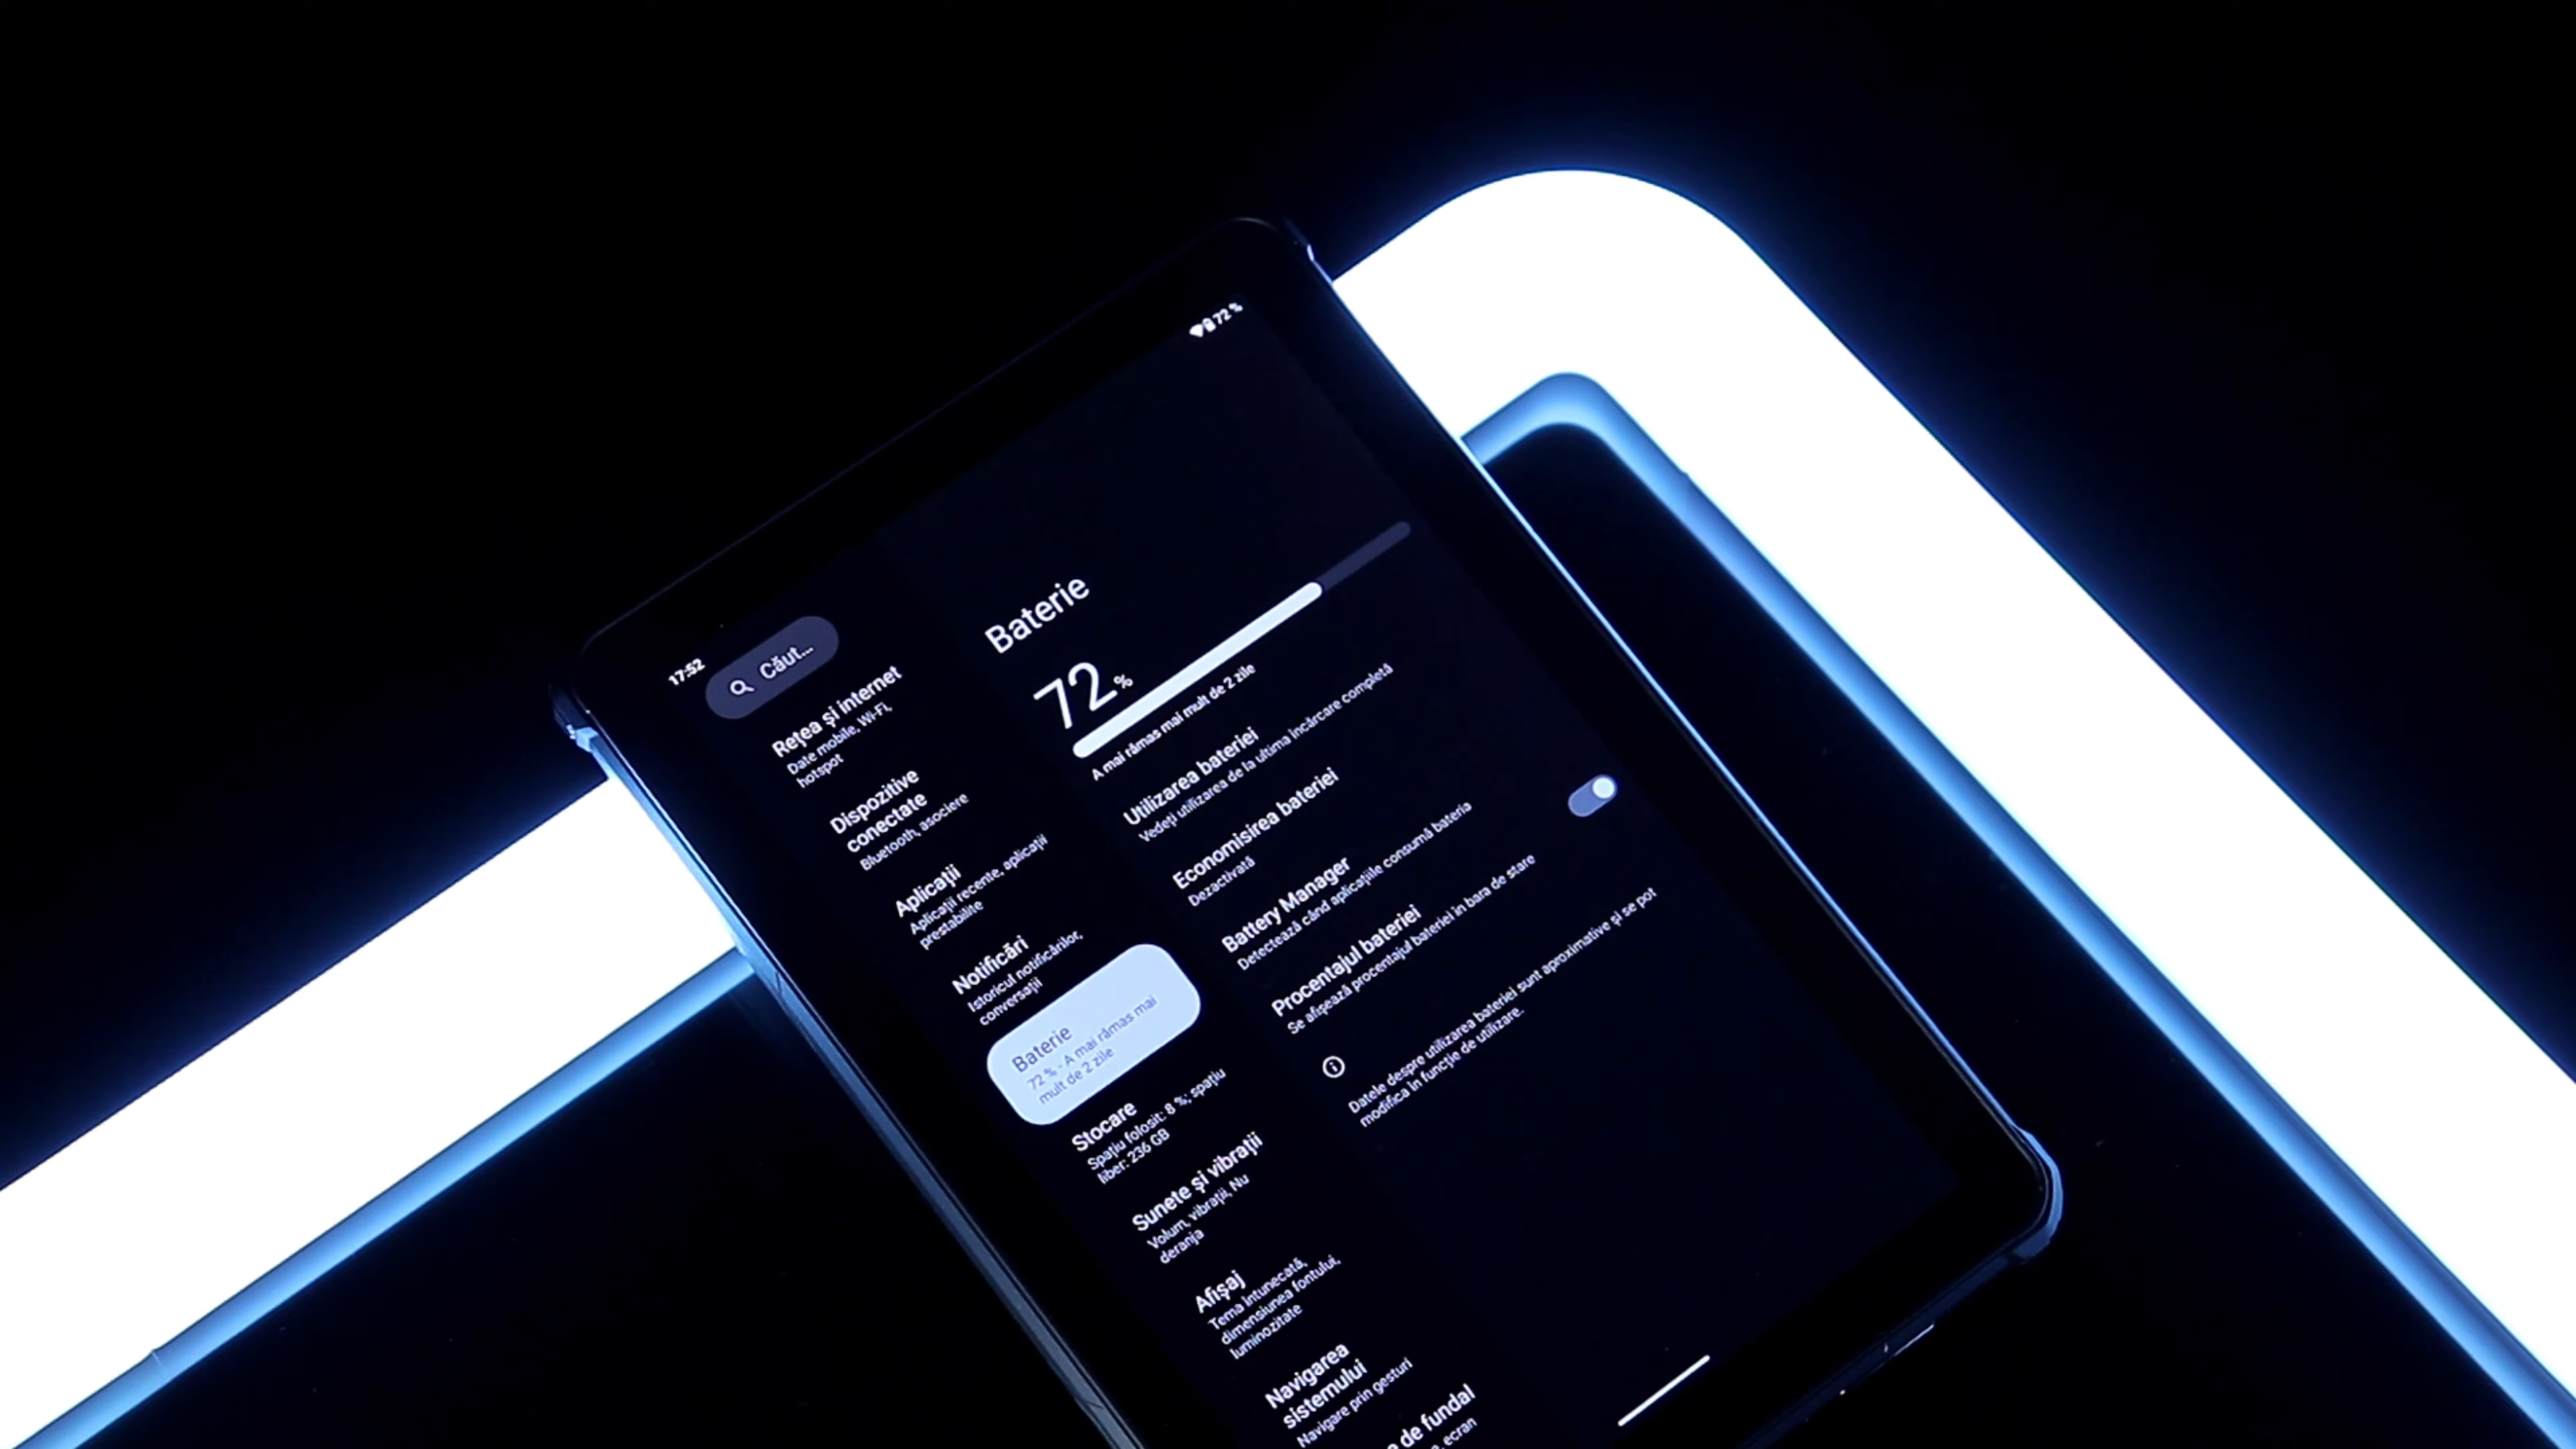 17:52
72 %
Căut...
Rețea și internet
Date mobile, Wi-Fi,
hotspot
Dispozitive
conectate
Bluetooth, asociere
Aplicații
Aplicații recente, aplicații
prestabilite
Notificări
Istoricul notificărilor,
conversații
Baterie
72 % - A mai rămas mai
mult de 2 zile
Stocare
Spațiu folosit: 8 %; spațiu
liber: 236 GB
Sunete și vibrații
Volum, vibrații, Nu
deranja
Afișaj
Tema întunecată,
dimensiunea fontului,
luminozitate
Navigarea
sistemului
Navigare prin gesturi
de fundal
ecran
Baterie
72 %
A mai rămas mai mult de 2 zile
Utilizarea bateriei
Vedeți utilizarea de la ultima încărcare completă
Economisirea bateriei
Dezactivată
Battery Manager
Detectează când aplicațiile consumă bateria
Procentajul bateriei
Se afișează procentajul bateriei în bara de stare
Datele despre utilizarea bateriei sunt aproximative și se pot
modifica în funcție de utilizare.